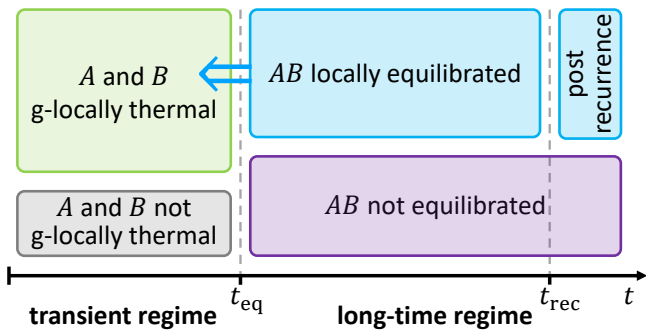 A and B
g-locally thermal
AB locally equilibrated
post
recurrence
A and B not
g-locally thermal
AB not equilibrated
t_eq
t_rec
t
transient regime
long-time regime